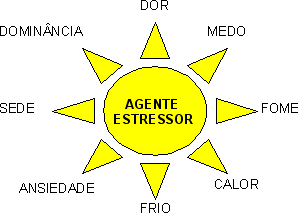 DOR
DOMINÂNCIA
MEDO
SEDE
AGENTE
ESTRESSOR
FOME
ANSIEDADE
CALOR
FRIO